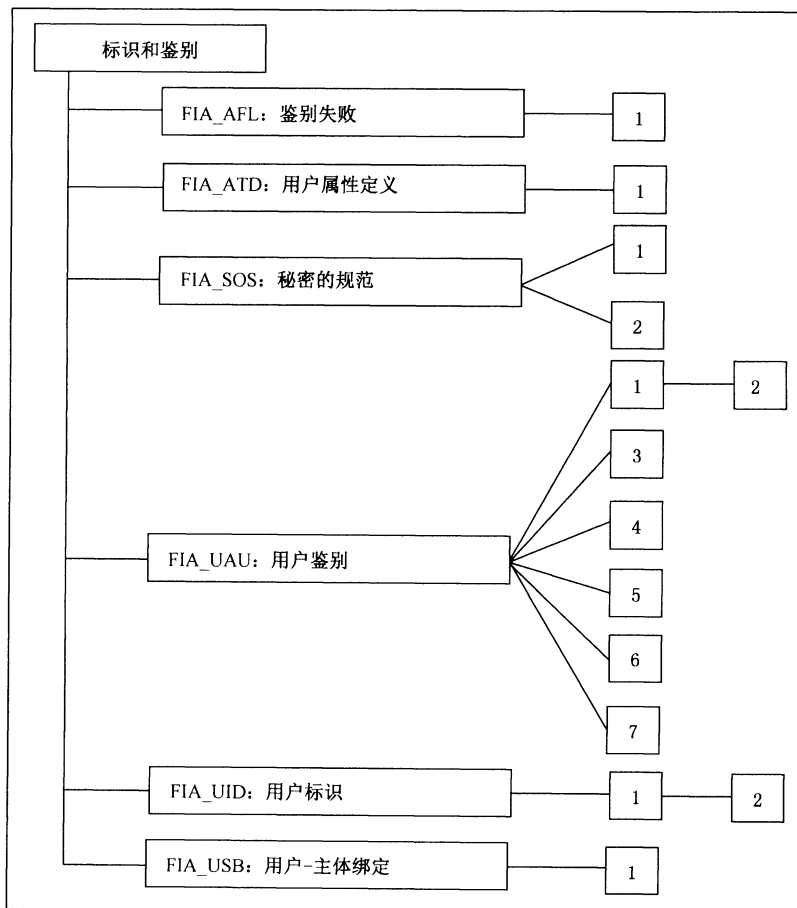 标识和鉴别
FIA_AFL：鉴别失败
1
FIA_ATD：用户属性定义
1
FIA_SOS：秘密的规范
1
2
FIA_UAU：用户鉴别
1
2
3
4
5
6
7
FIA_UID：用户标识
1
2
FIA_USB：用户-主体绑定
1